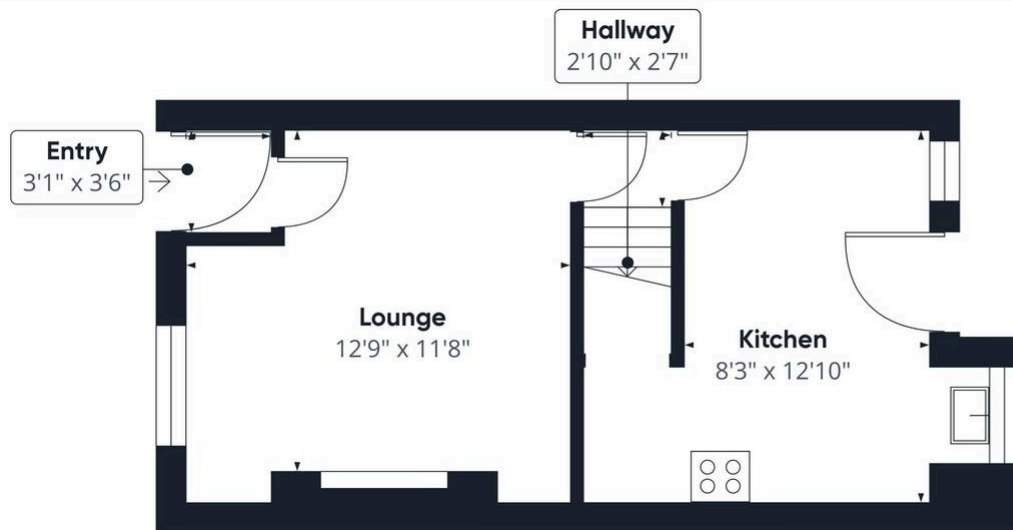 Hallway
2'10" x 2'7"
Entry
3'1" x 3'6"
Lounge
12'9" x 11'8"
Kitchen
8'3" x 12'10"